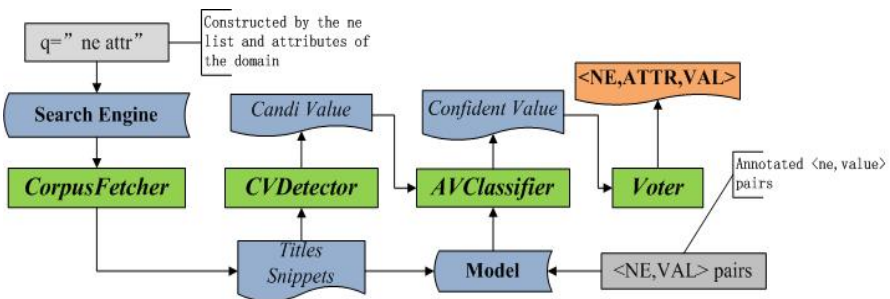 q=” ne attr”
Constructed by the ne
list and attributes of
the domain
<NE,ATTR,VAL>
Search Engine
Candi Value
Confident Value
Annotated <ne,value>
pairs
CorpusFetcher
CVDetector
AVClassifier
Voter
Titles
Snippets
Model
<NE,VAL> pairs